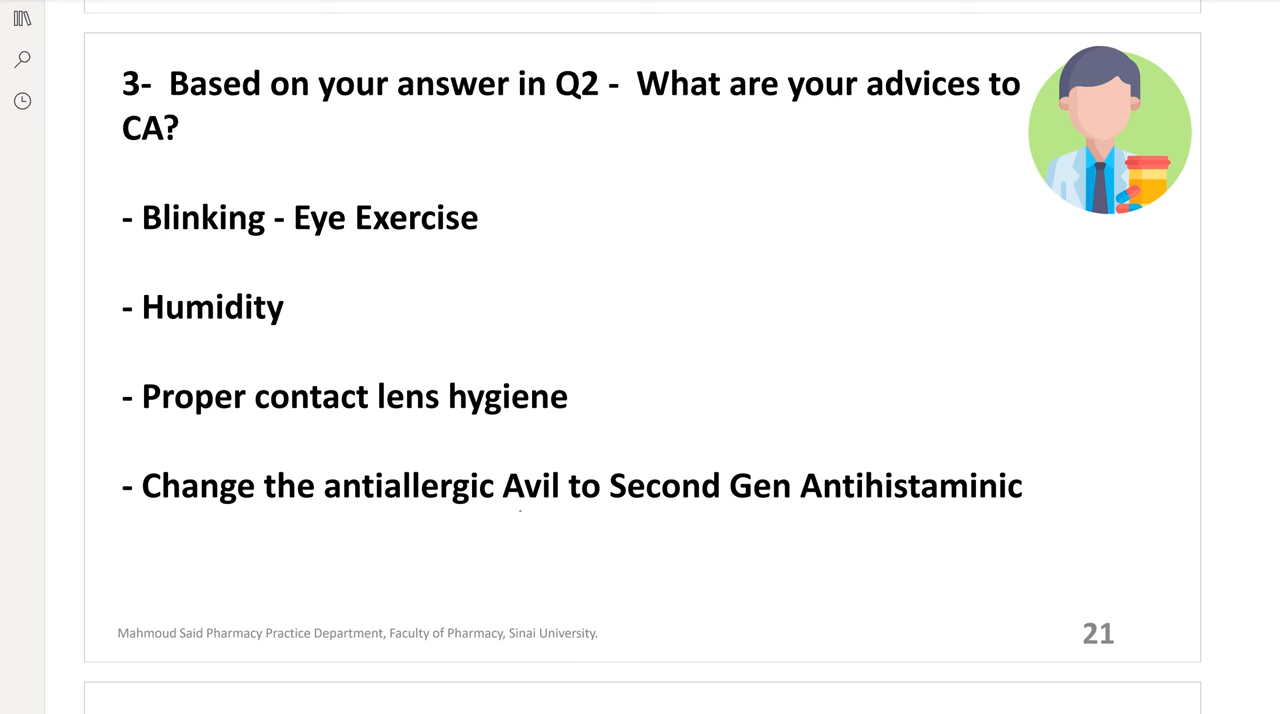 3-  Based on your answer in Q2 -  What are your advices to
CA?
- Blinking - Eye Exercise
- Humidity
- Proper contact lens hygiene
- Change the antiallergic Avil to Second Gen Antihistaminic
Mahmoud Said Pharmacy Practice Department, Faculty of Pharmacy, Sinai University.
21